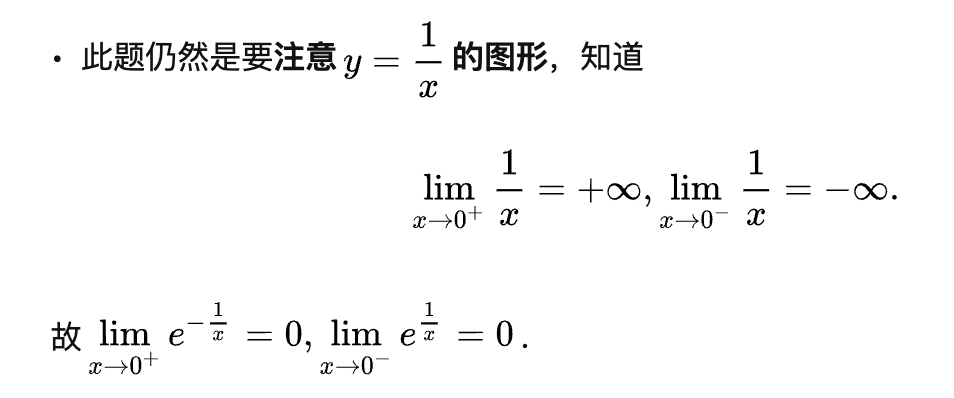 • 此题仍然是要注意 $y = \frac{1}{x}$ 的图形，知道
$\lim_{x \to 0^+} \frac{1}{x} = +\infty, \lim_{x \to 0^-} \frac{1}{x} = -\infty.$
故 $\lim_{x \to 0^+} e^{-\frac{1}{x}} = 0, \lim_{x \to 0^-} e^{\frac{1}{x}} = 0.$